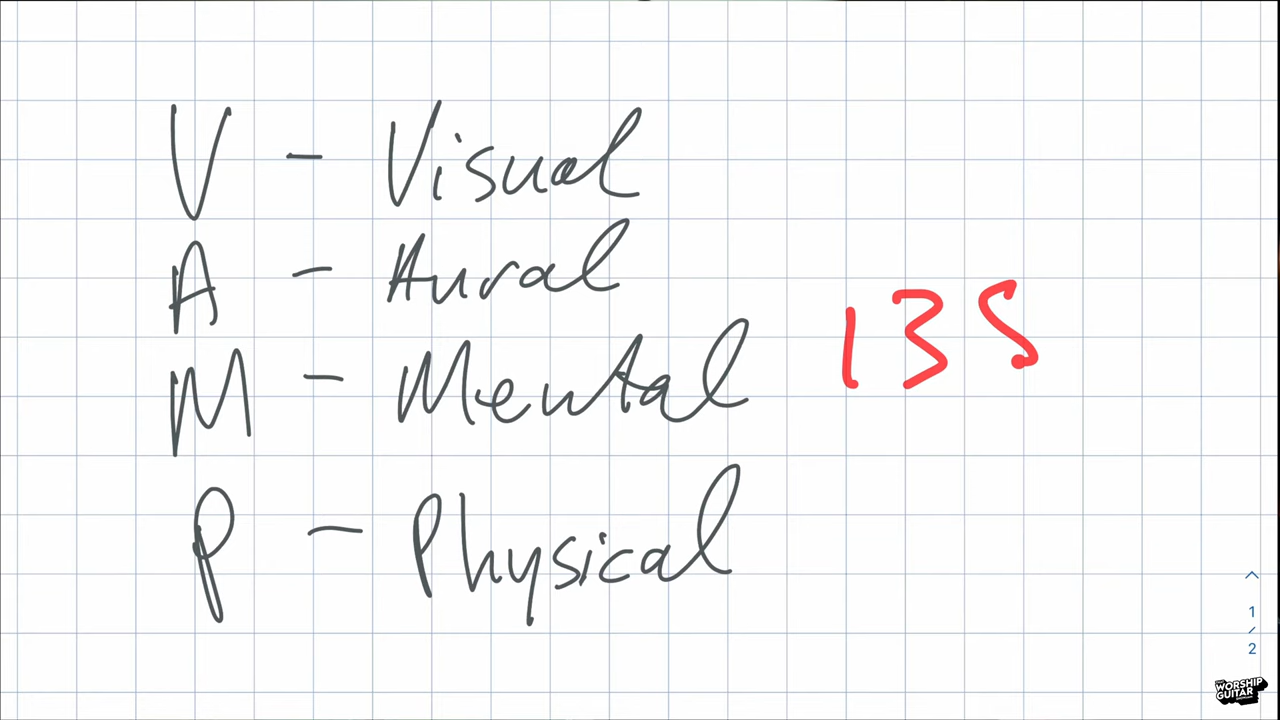 V - Visual
A - Aural
M - Mental
135
P - Physical
1
/
2
WORSHIP
GUITAR